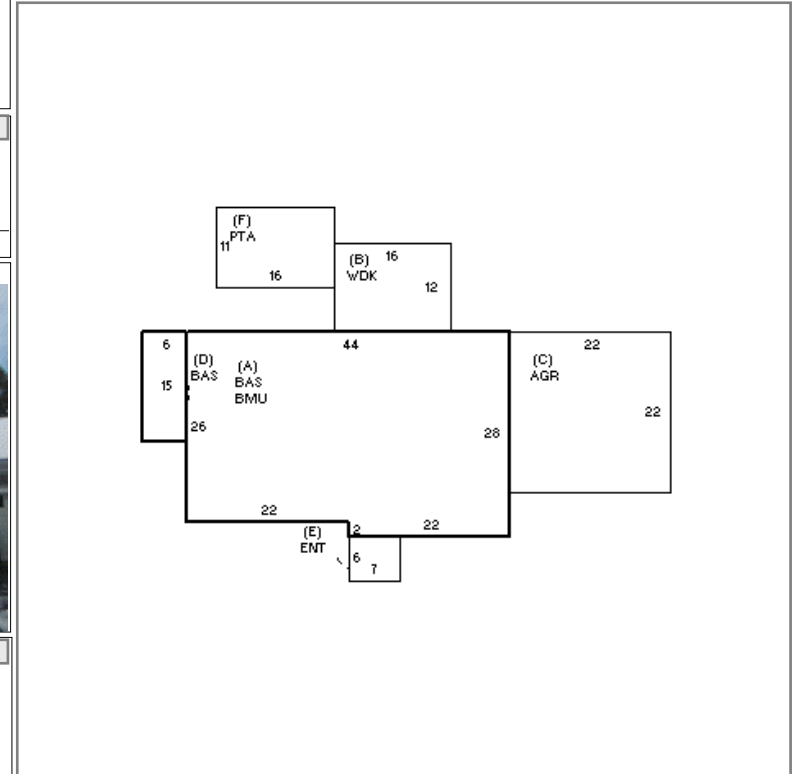 (F)
PTA
11
16
(B)
WDK
16
12
6
15
(D)
BAS
26
(A)
BAS
BMU
44
28
22
22
2
(C)
AGR
22
22
(E)
ENT
6
7